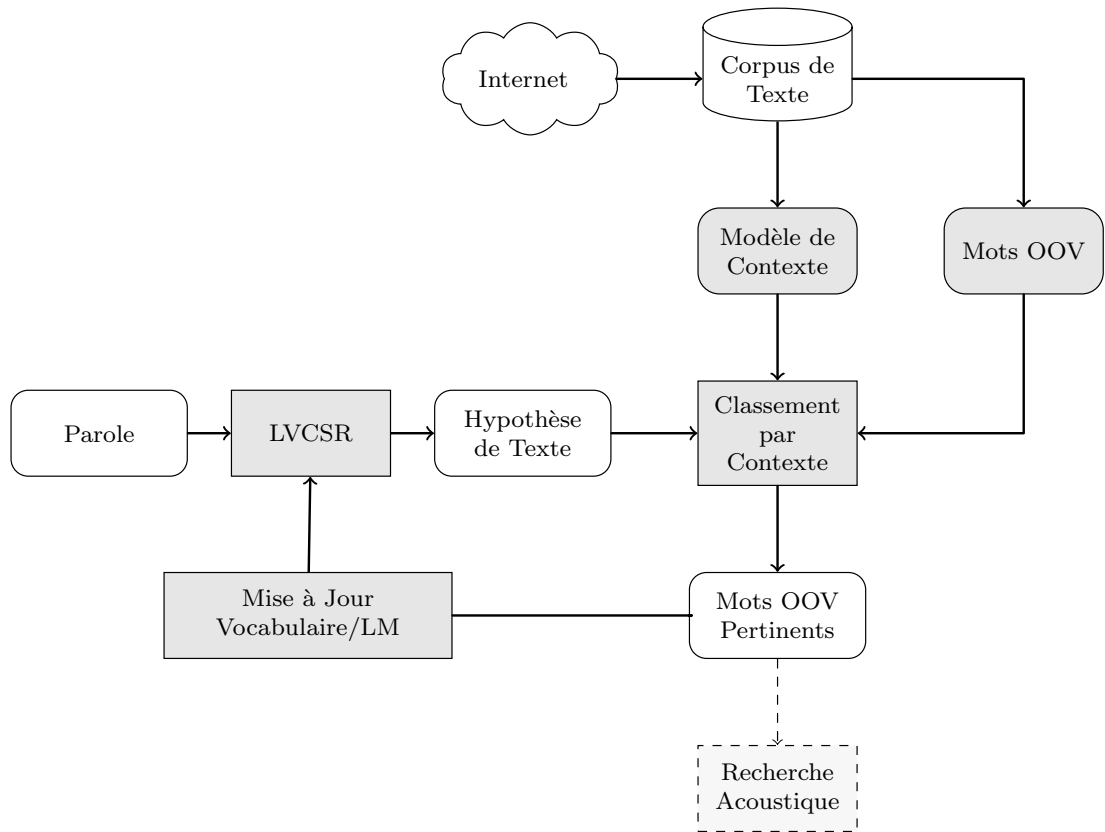 Internet
Corpus de
Texte
Modèle de
Contexte
Mots OOV
Parole
LVCSR
Hypothèse
de Texte
Classement
par
Contexte
Mise à Jour
Vocabulaire/LM
Mots OOV
Pertinents
Recherche
Acoustique